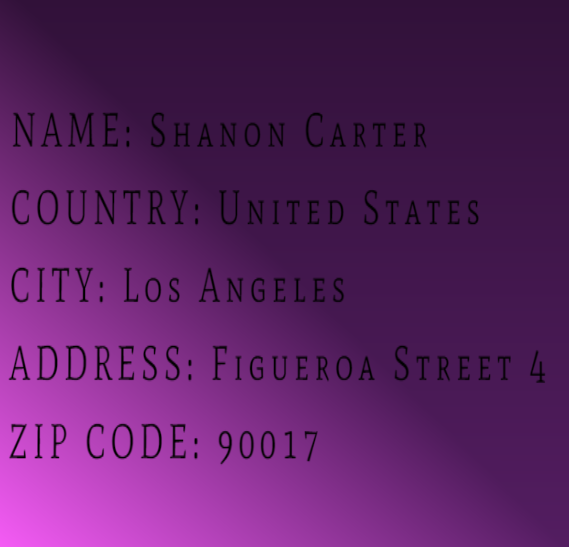 NAME: Shanon Carter
COUNTRY: United States
CITY: Los Angeles
ADDRESS: Figueroa Street 4
ZIP CODE: 90017